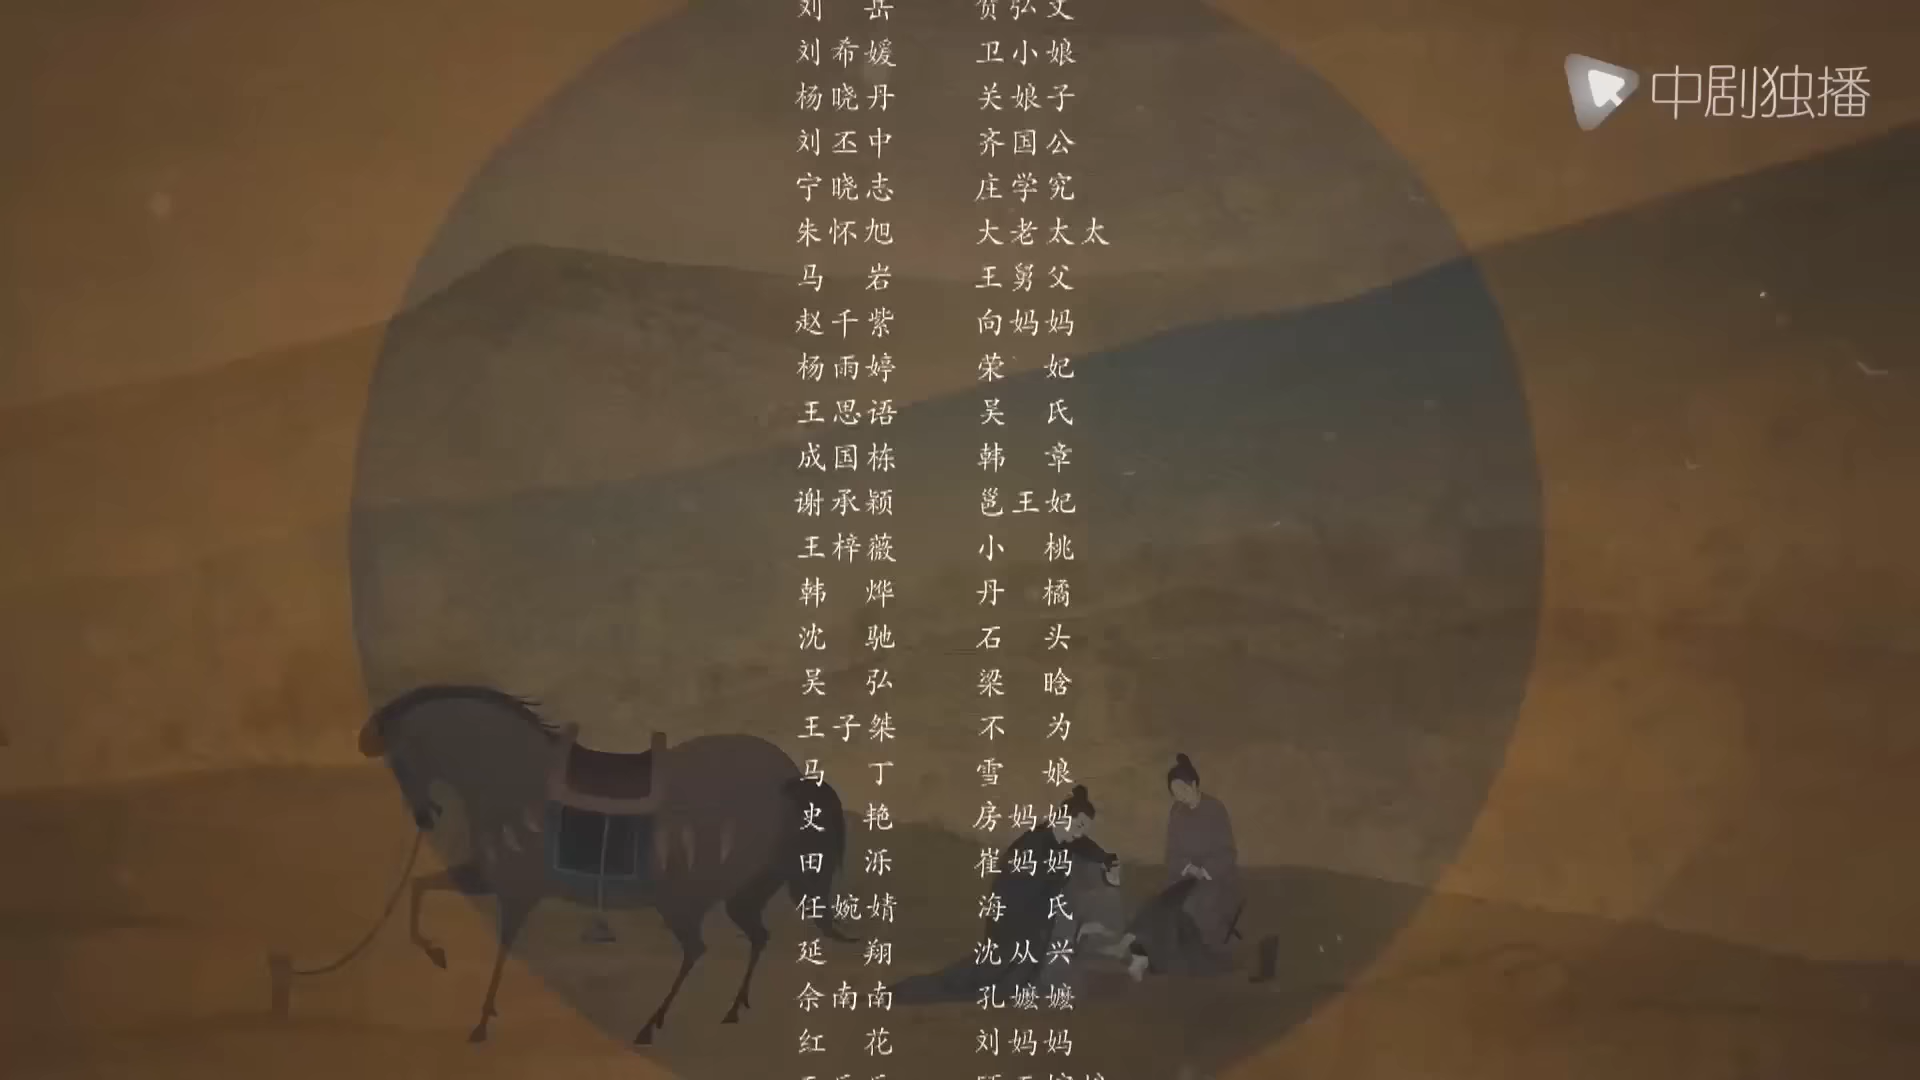 刘 岳 贺弘文
刘希媛 卫小娘
杨晓丹 关娘子
刘丕中 齐国公
宁晓志 庄学究
朱怀旭 大老太太
马 岩 王舅父
赵千紫 向妈妈
杨雨婷 荣 妃
王思语 吴 氏
成国栋 韩 章
谢承颖 邕王妃
王梓薇 小 桃
韩 烨 丹 橘
沈 驰 石 头
吴 弘 梁 晗
王子桀 不 为
马 丁 雪 娘
史 艳 房妈妈
田 泺 崔妈妈
任婉婧 海 氏
延 翔 沈从兴
佘南南 孔嬷嬷
红 花 刘妈妈
中剧独播